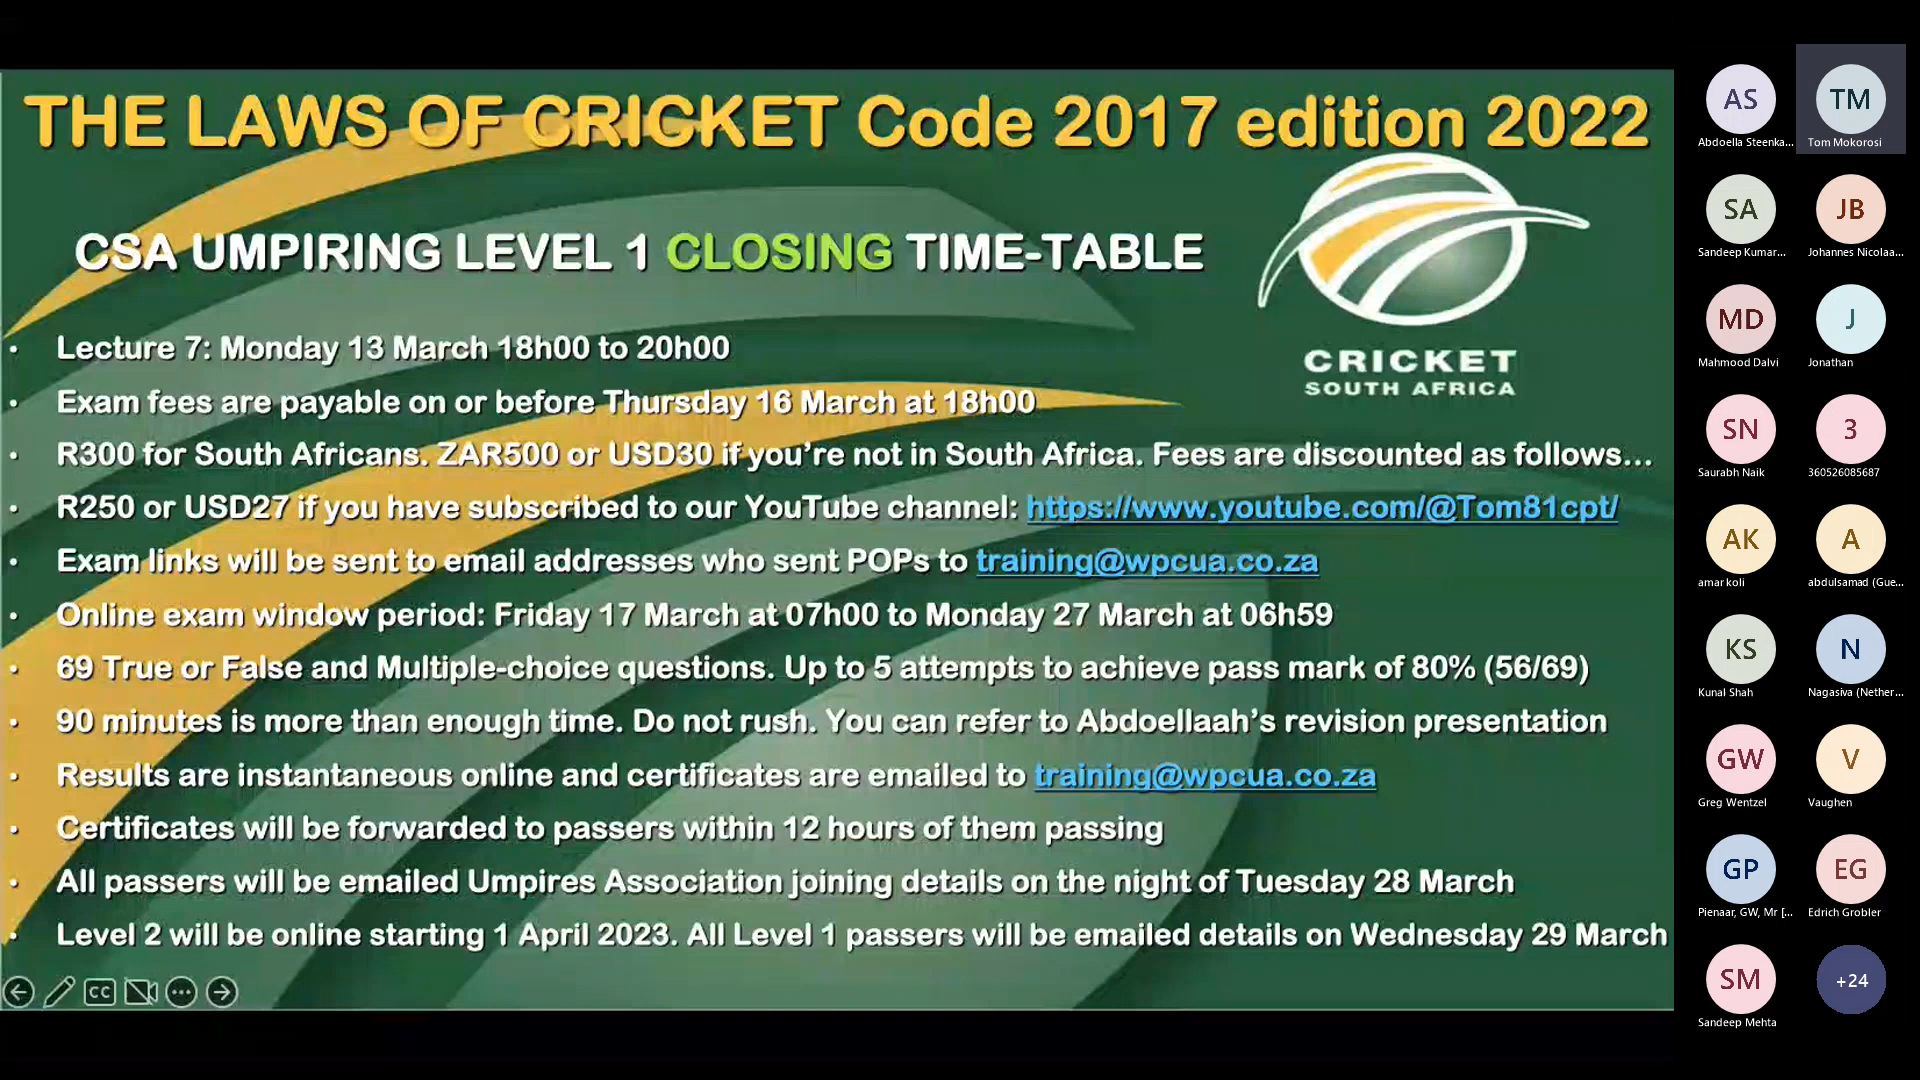 THE LAWS OF CRICKET Code 2017 edition 2022
CSA UMPIRING LEVEL 1 CLOSING TIME-TABLE
CRICKET
SOUTH AFRICA
• Lecture 7: Monday 13 March 18h00 to 20h00
• Exam fees are payable on or before Thursday 16 March at 18h00
• R300 for South Africans. ZAR500 or USD30 if you’re not in South Africa. Fees are discounted as follows...
• R250 or USD27 if you have subscribed to our YouTube channel: https://www.youtube.com/@Tom81cpt/
• Exam links will be sent to email addresses who sent POPs to training@wpcua.co.za
• Online exam window period: Friday 17 March at 07h00 to Monday 27 March at 06h59
• 69 True or False and Multiple-choice questions. Up to 5 attempts to achieve pass mark of 80% (56/69)
• 90 minutes is more than enough time. Do not rush. You can refer to Abdoellaah’s revision presentation
• Results are instantaneous online and certificates are emailed to training@wpcua.co.za
• Certificates will be forwarded to passers within 12 hours of them passing
• All passers will be emailed Umpires Association joining details on the night of Tuesday 28 March
• Level 2 will be online starting 1 April 2023. All Level 1 passers will be emailed details on Wednesday 29 March
CC
AS TM
Abdoella Steenka... Tom Mokorosi
SA JB
Sandeep Kumar... Johannes Nicolaa...
MD J
Mahmood Dalvi Jonathan
SN 3
Saurabh Naik 360526085687
AK A
amar koli abdulsamad (Gue...
KS N
Kunal Shah Nagasiva (Nether...
GW V
Greg Wentzel Vaughen
GP EG
Pienaar, GW, Mr [... Edrich Grobler
SM +24
Sandeep Mehta